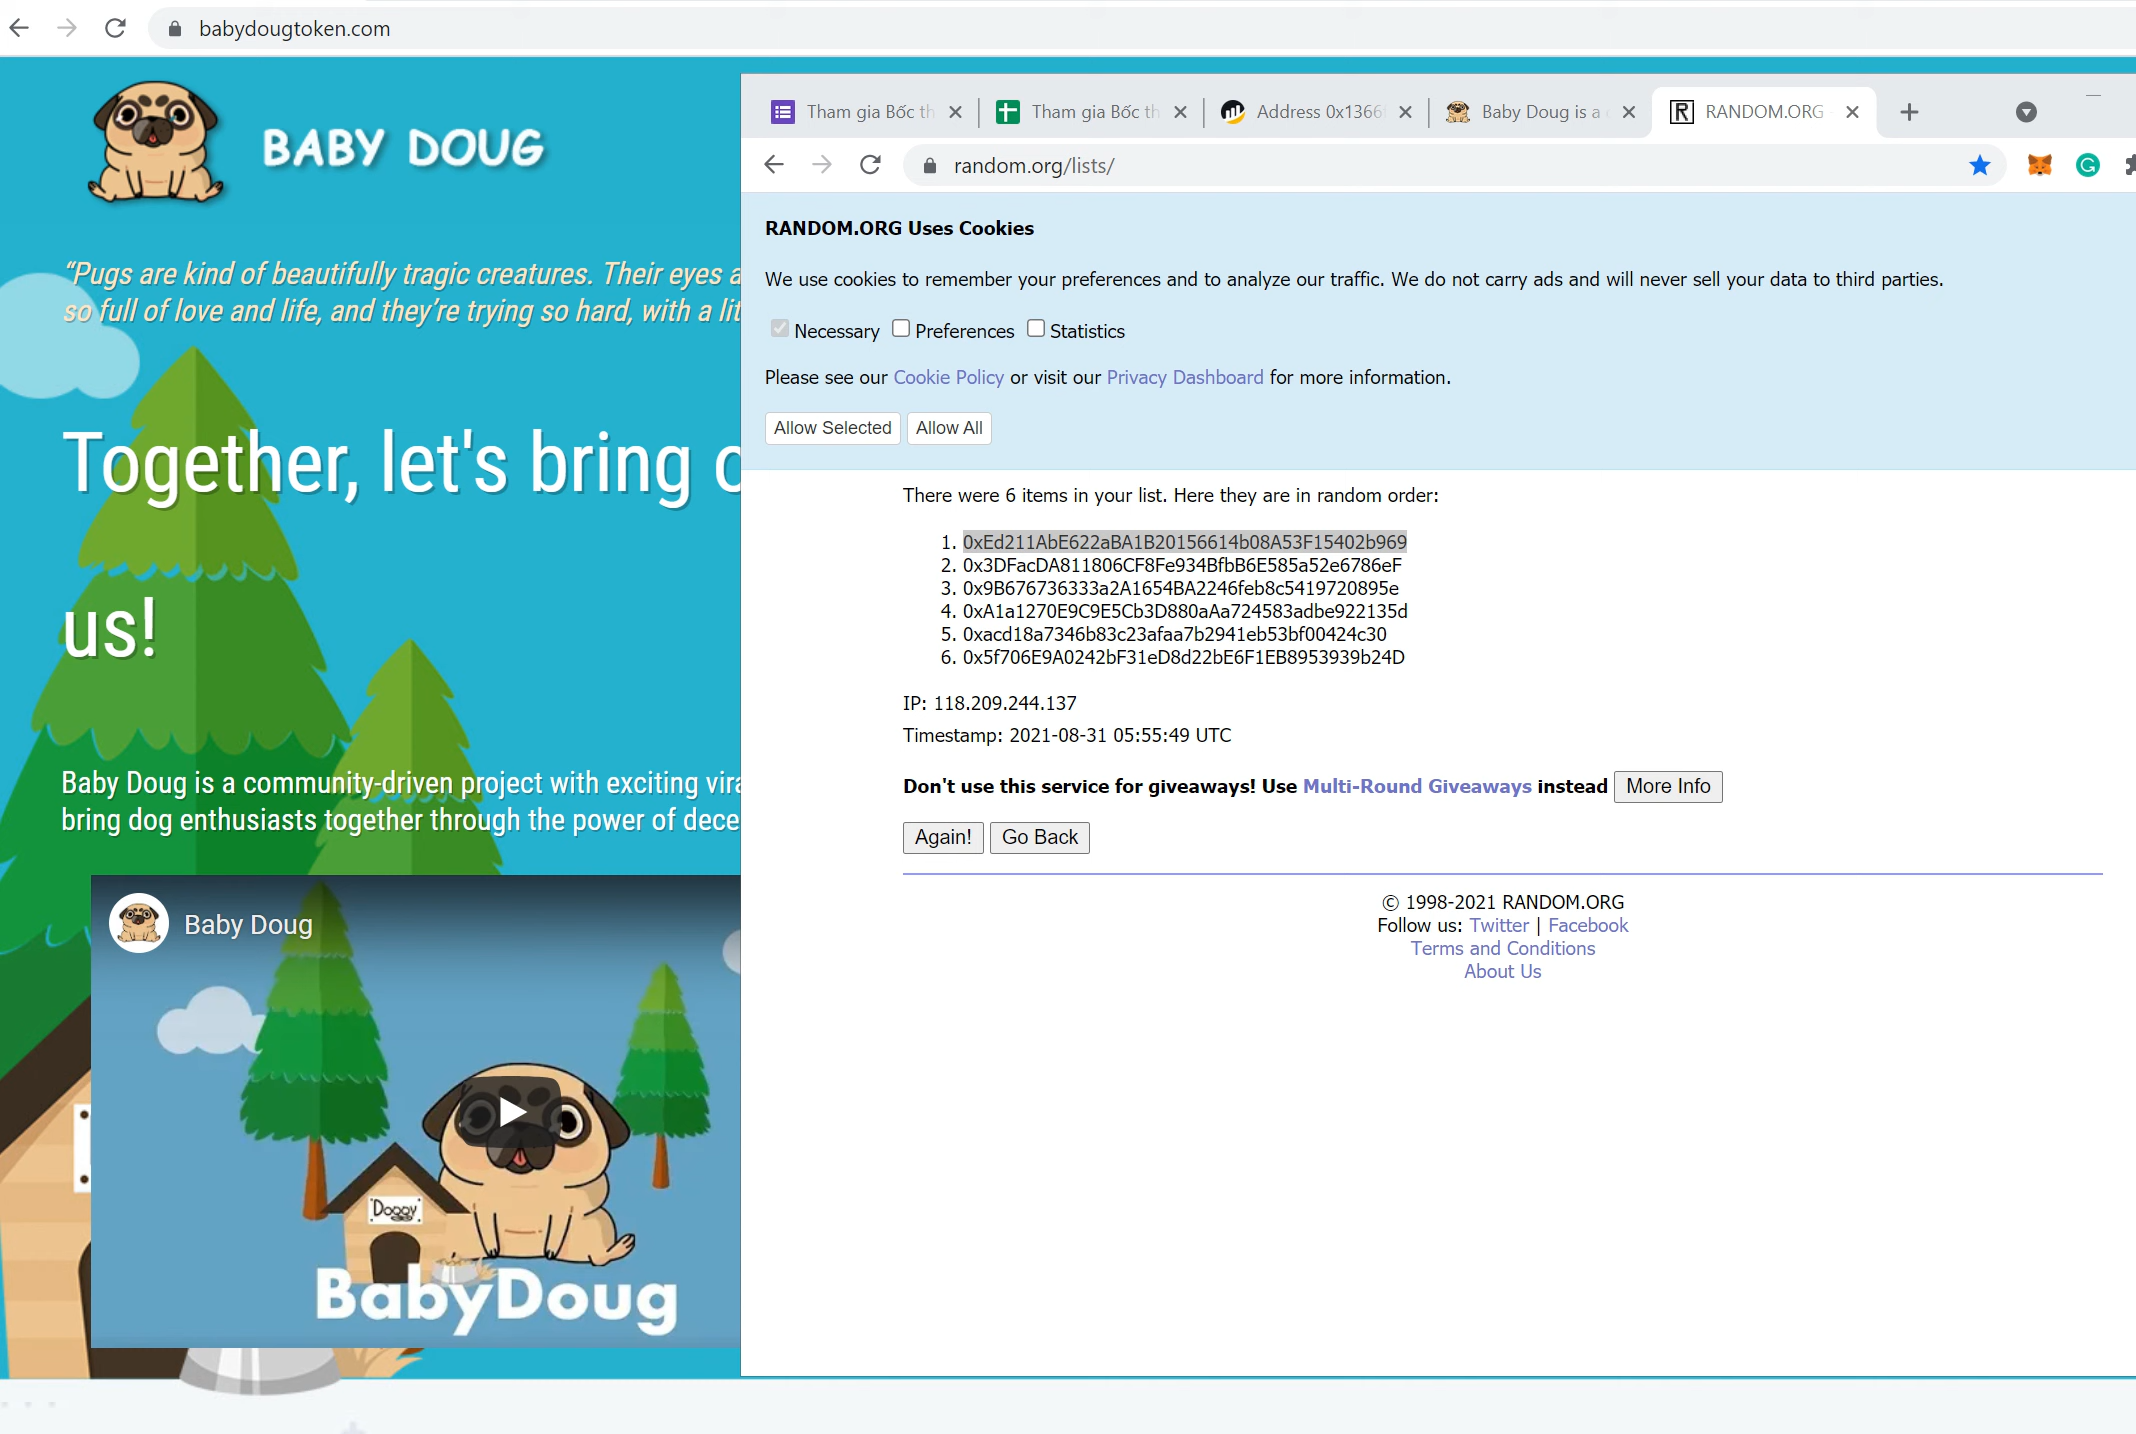 babydougtoken.com
BABY DOUG
“Pugs are kind of beautifully tragic creatures. Their eyes
so full of love and life, and they’re trying so hard, with a
Together, let's bring
us!
Baby Doug is a community-driven project with exciting
bring dog enthusiasts together through the power of
Baby Doug
Doggy
BabyDoug
Tham gia Bốc
Tham gia Bốc
Address 0x1366
Baby Doug is a
RANDOM.ORG
random.org/lists/
RANDOM.ORG Uses Cookies
We use cookies to remember your preferences and to analyze our traffic. We do not carry ads and will never sell your data to third parties.
Necessary Preferences Statistics
Please see our Cookie Policy or visit our Privacy Dashboard for more information.
Allow Selected Allow All
There were 6 items in your list. Here they are in random order:
1. 0xEd211AbE622aBA1B20156614b08A53F15402b969
2. 0x3DFacDA811806CF8Fe934BfbB6E585a52e6786eF
3. 0x9B676736333a2A1654BA2246feb8c5419720895e
4. 0xA1a1270E9C9E5Cb3D880aAa724583adbe922135d
5. 0xacd18a7346b83c23afaa7b2941eb53bf00424c30
6. 0x5f706E9A0242bF31eD8d22bE6F1EB8953939b24D
IP: 118.209.244.137
Timestamp: 2021-08-31 05:55:49 UTC
Don't use this service for giveaways! Use Multi-Round Giveaways instead More Info
Again! Go Back
© 1998-2021 RANDOM.ORG
Follow us: Twitter | Facebook
Terms and Conditions
About Us